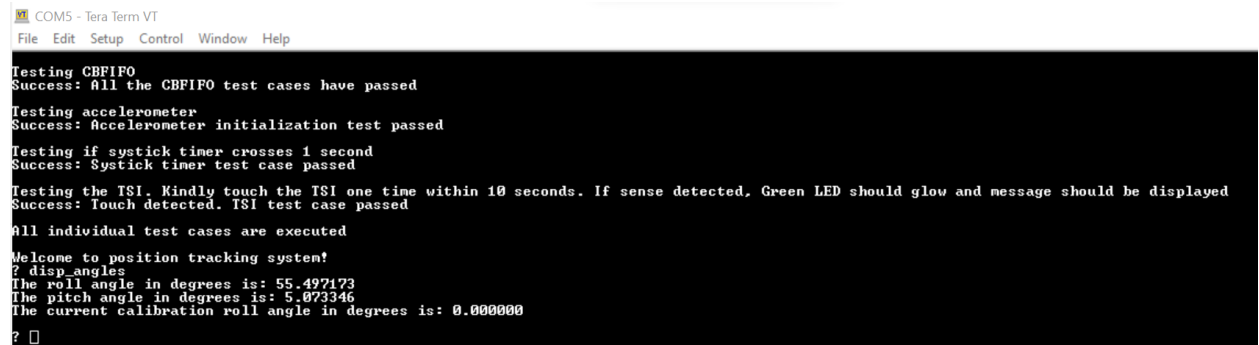 COM5 - Tera Term VT
File Edit Setup Control Window Help
Testing CBFIFO
Success: All the CBFIFO test cases have passed
Testing accelerometer
Success: Accelerometer initialization test passed
Testing if systick timer crosses 1 second
Success: Systick timer test case passed
Testing the TSI. Kindly touch the TSI one time within 10 seconds. If sense detected, Green LED should glow and message should be displayed
Success: Touch detected. TSI test case passed
All individual test cases are executed
Welcome to position tracking system!
? disp_angles
The roll angle in degrees is: 55.497173
The pitch angle in degrees is: 5.073346
The current calibration roll angle in degrees is: 0.000000
?